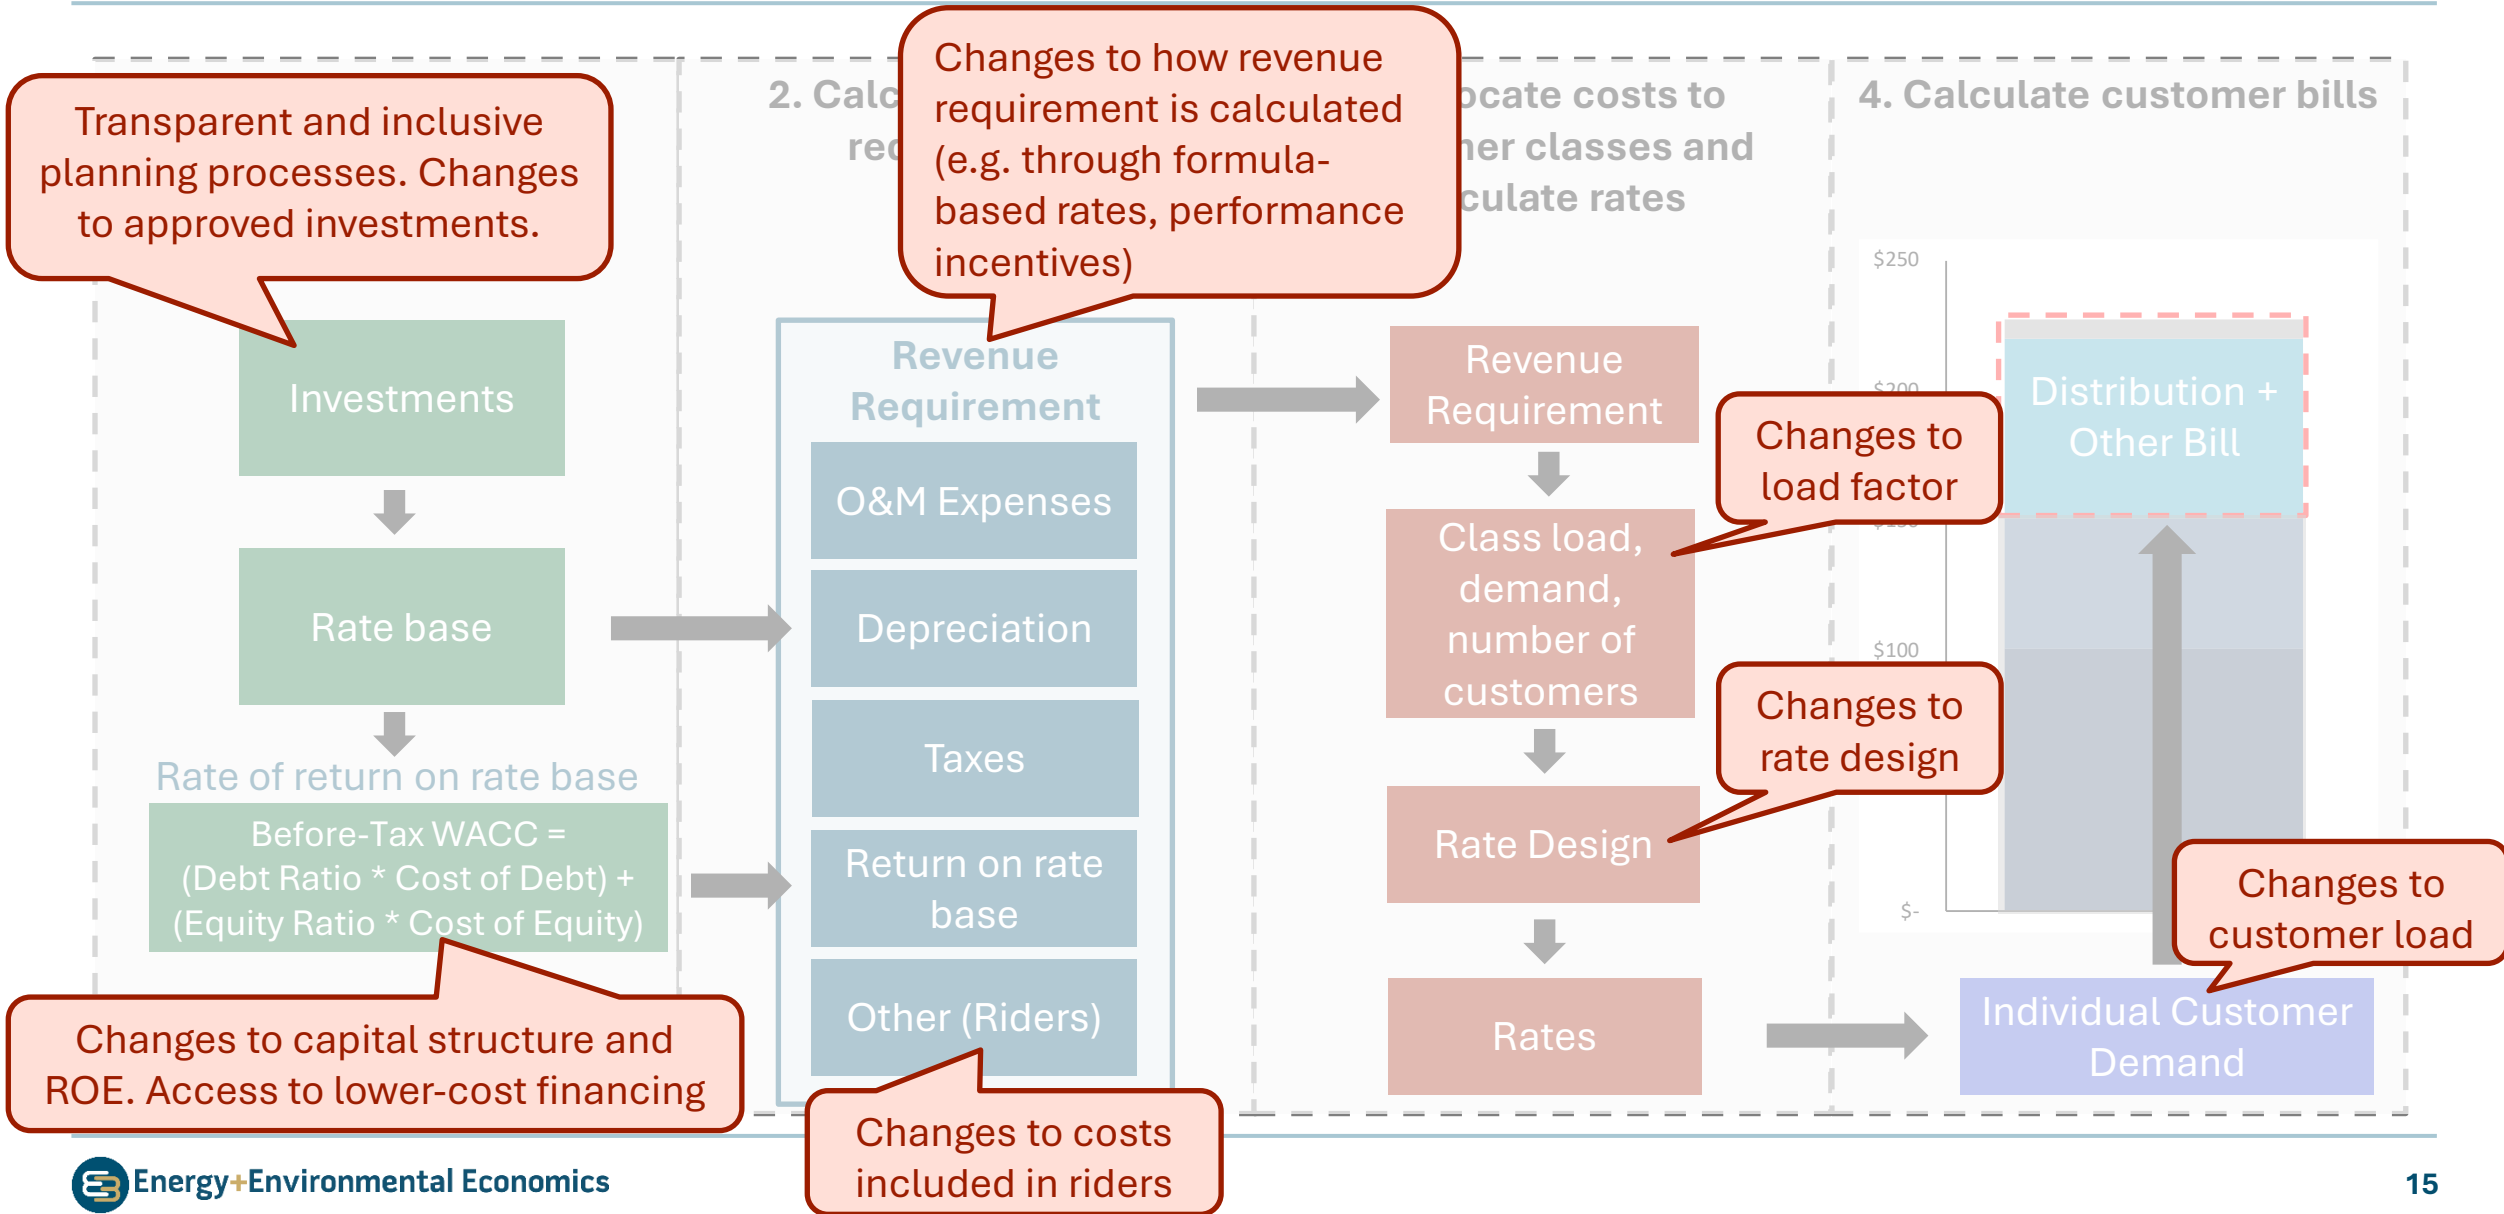 Transparent and inclusive
planning processes. Changes
to approved investments.
Investments
Rate base
Rate of return on rate base
Before-Tax WACC =
(Debt Ratio * Cost of Debt) +
(Equity Ratio * Cost of Equity)
Changes to capital structure and
ROE. Access to lower-cost financing
2.
Changes to how revenue
requirement is calculated
(e.g. through formula-
based rates, performance
incentives)
Revenue
Requirement
O&M Expenses
Depreciation
Taxes
Return on rate
base
Other (Riders)
Changes to costs
included in riders
costs to
classes and
rates
Revenue
Requirement
Class load,
demand,
number of
customers
Rate Design
Rates
Changes to
load factor
Changes to
rate design
4. Calculate customer bills
$250
$200
$100
$-
Distribution +
Other Bill
Changes to
customer load
Individual Customer
Demand
Energy+Environmental Economics
15